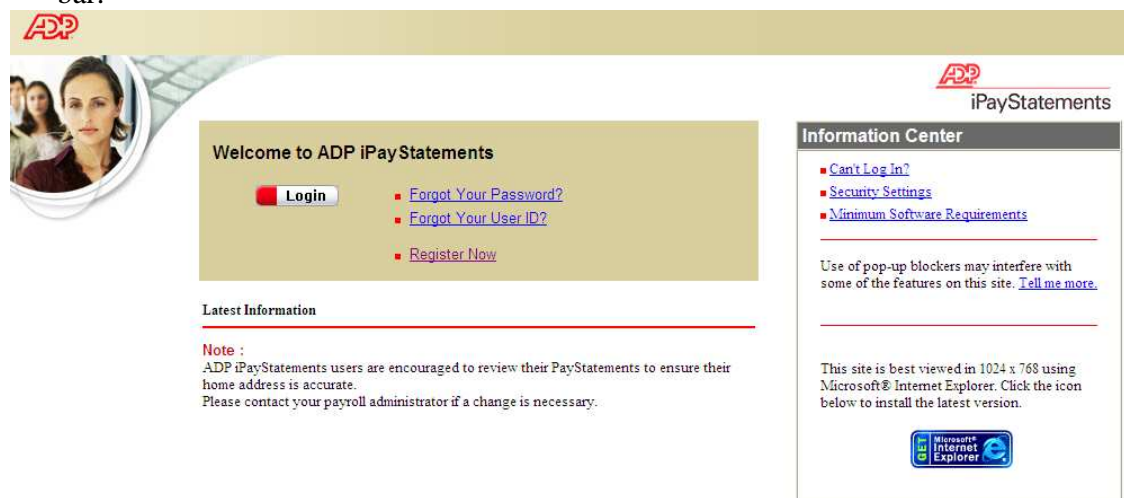 bar.
ADP
ADP
iPayStatements
Welcome to ADP iPayStatements
Login
Forgot Your Password?
Forgot Your User ID?
Register Now
Latest Information
Note :
ADP iPayStatements users are encouraged to review their PayStatements to ensure their
home address is accurate.
Please contact your payroll administrator if a change is necessary.
Information Center
Can't Log In?
Security Settings
Minimum Software Requirements
Use of pop-up blockers may interfere with
some of the features on this site. Tell me more.
This site is best viewed in 1024 x 768 using
Microsoft® Internet Explorer. Click the icon
below to install the latest version.
GET
Microsoft®
Internet
Explorer